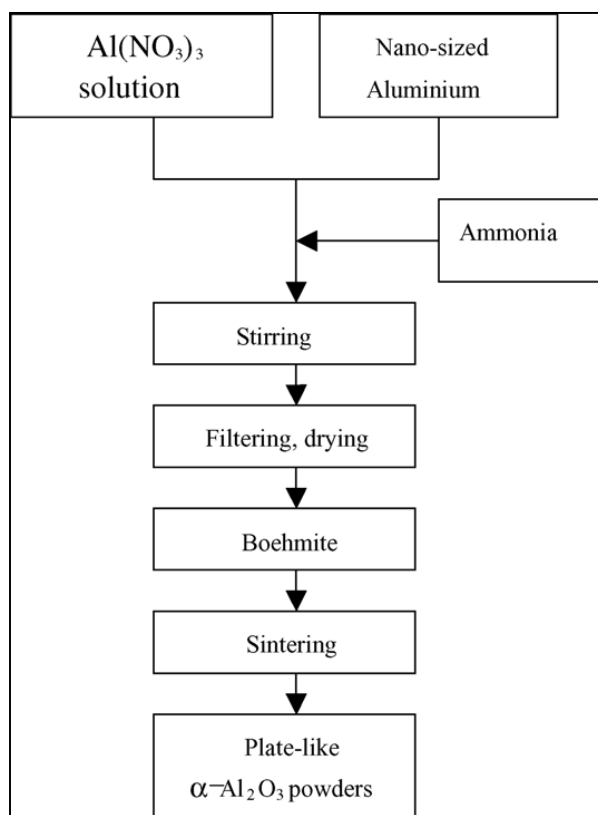 Al(NO₃)₃
solution
Nano-sized
Aluminium
Ammonia
Stirring
Filtering, drying
Boehmite
Sintering
Plate-like
α–Al₂O₃ powders